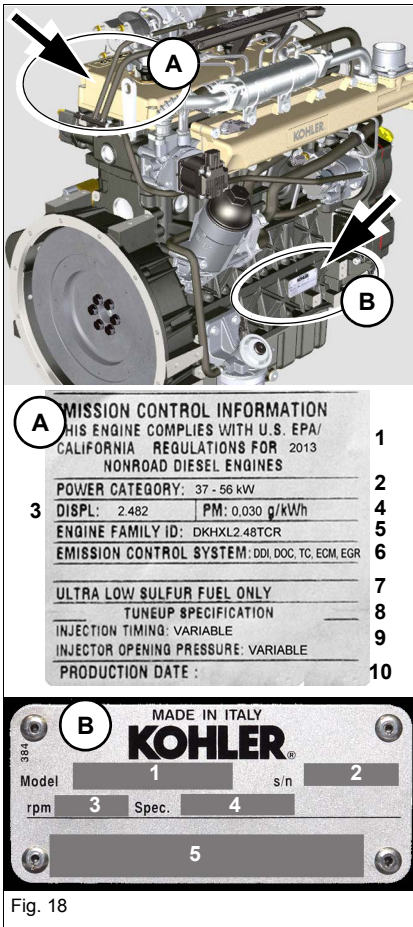 A
KOHLER
B
A
EMISSION CONTROL INFORMATION
THIS ENGINE COMPLIES WITH U.S. EPA/
CALIFORNIA REGULATIONS FOR 2013
NONROAD DIESEL ENGINES
1
POWER CATEGORY: 37 - 56 kW
2
3
DISPL: 2.482
PM: 0,030 g/kWh
4
ENGINE FAMILY iD: DKHXL2.48TCR
5
EMISSION CONTROL SYSTEM: DDI, DOC, TC, ECM, EGR
6
7
ULTRA LOW SULFUR FUEL ONLY
TUNEUP SPECIFICATION
8
INJECTION TIMING: VARIABLE
INJECTOR OPENING PRESSURE: VARIABLE
9
PRODUCTION DATE :
10
B
384
MADE IN ITALY
KOHLER®
Model 1 s/n 2
rpm 3 Spec. 4
5
Fig. 18